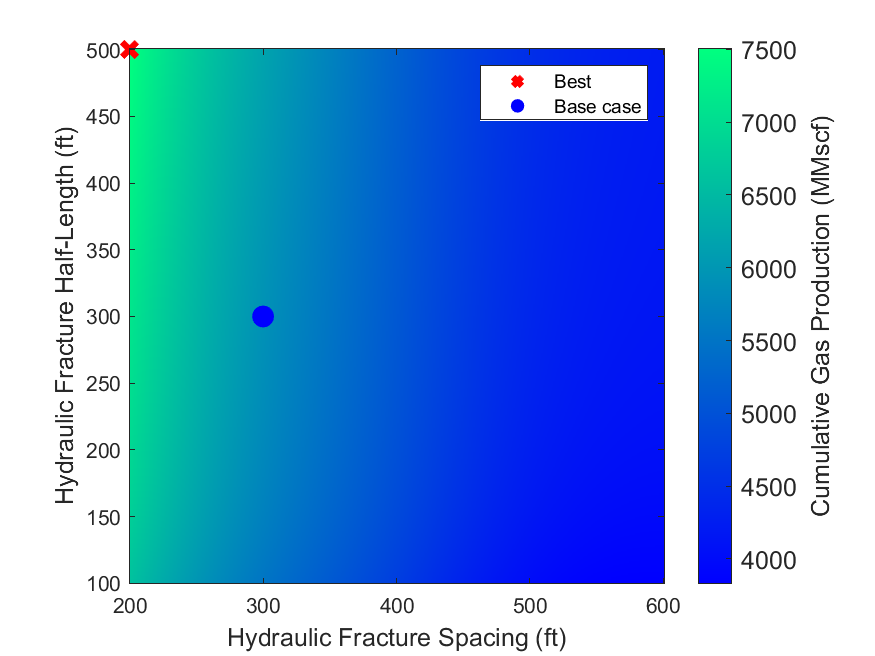 Hydraulic Fracture Half-Length (ft)
500
450
400
350
300
250
200
150
100
200 300 400 500 600
Hydraulic Fracture Spacing (ft)
Best
Base case
7500
7000
6500
6000
5500
5000
4500
4000
Cumulative Gas Production (MMscf)